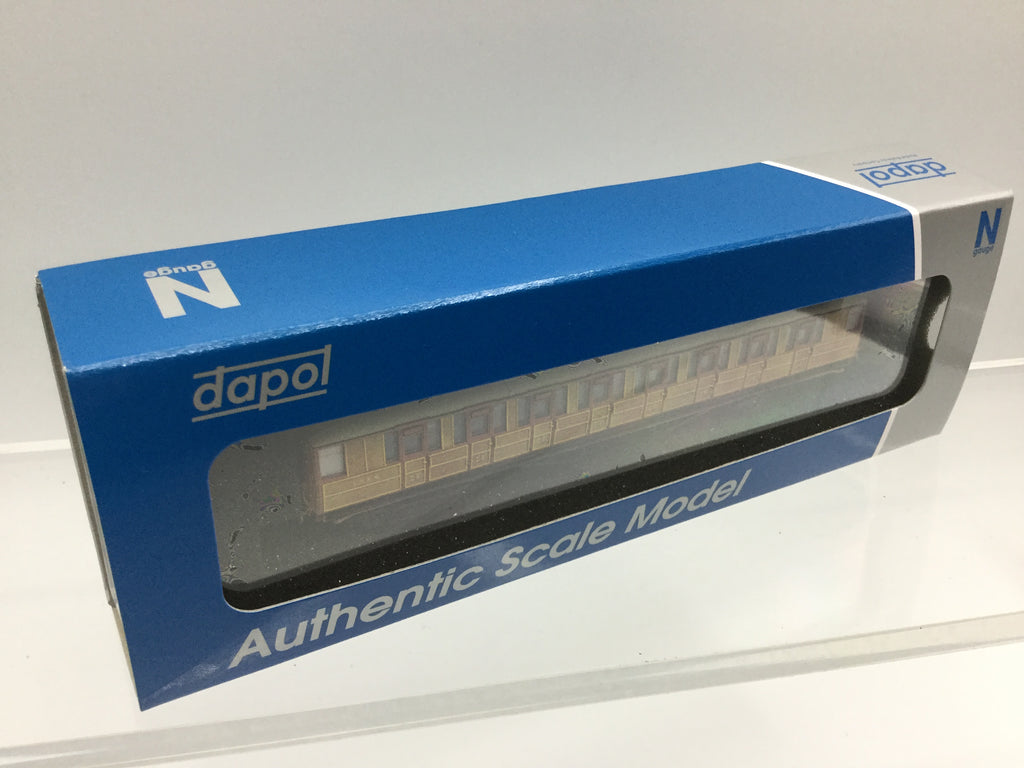 dapol
N
gauge
N
gauge
dapol
Authentic Scale Model